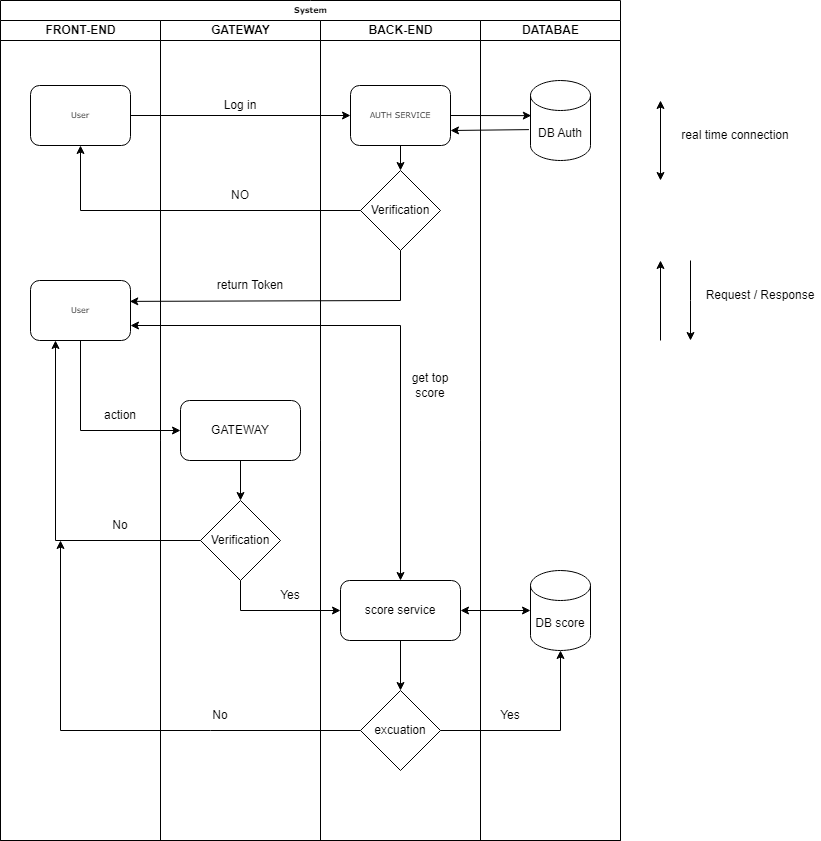 System
FRONT-END
GATEWAY
BACK-END
DATABAE
User
Log in
AUTH SERVICE
DB Auth
real time connection
NO
Verification
return Token
User
Request / Response
get top
score
action
GATEWAY
No
Verification
Yes
score service
DB score
No
excuation
Yes